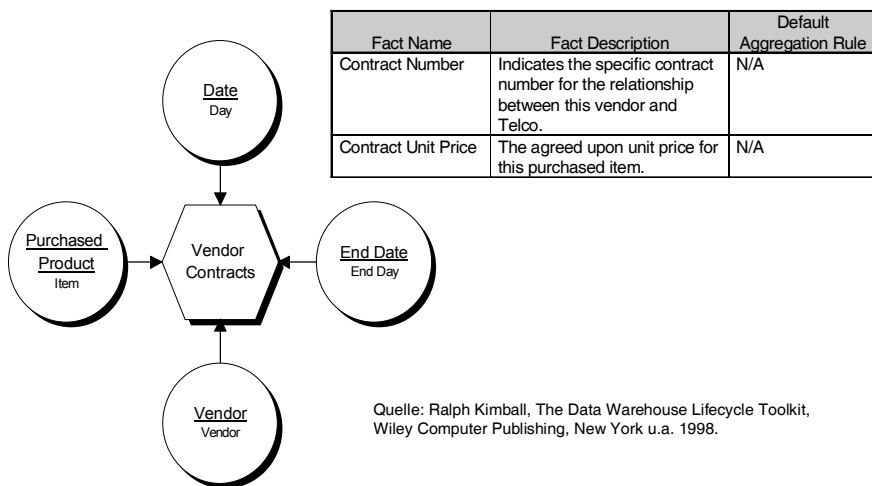 Fact Name
Fact Description
Default
Aggregation Rule
Contract Number
Indicates the specific contract
number for the relationship
between this vendor and
Telco.
N/A
Contract Unit Price
The agreed upon unit price for
this purchased item.
N/A
Date
Day
Purchased
Product
Item
Vendor
Contracts
End Date
End Day
Vendor
Vendor
Quelle: Ralph Kimball, The Data Warehouse Lifecycle Toolkit,
Wiley Computer Publishing, New York u.a. 1998.